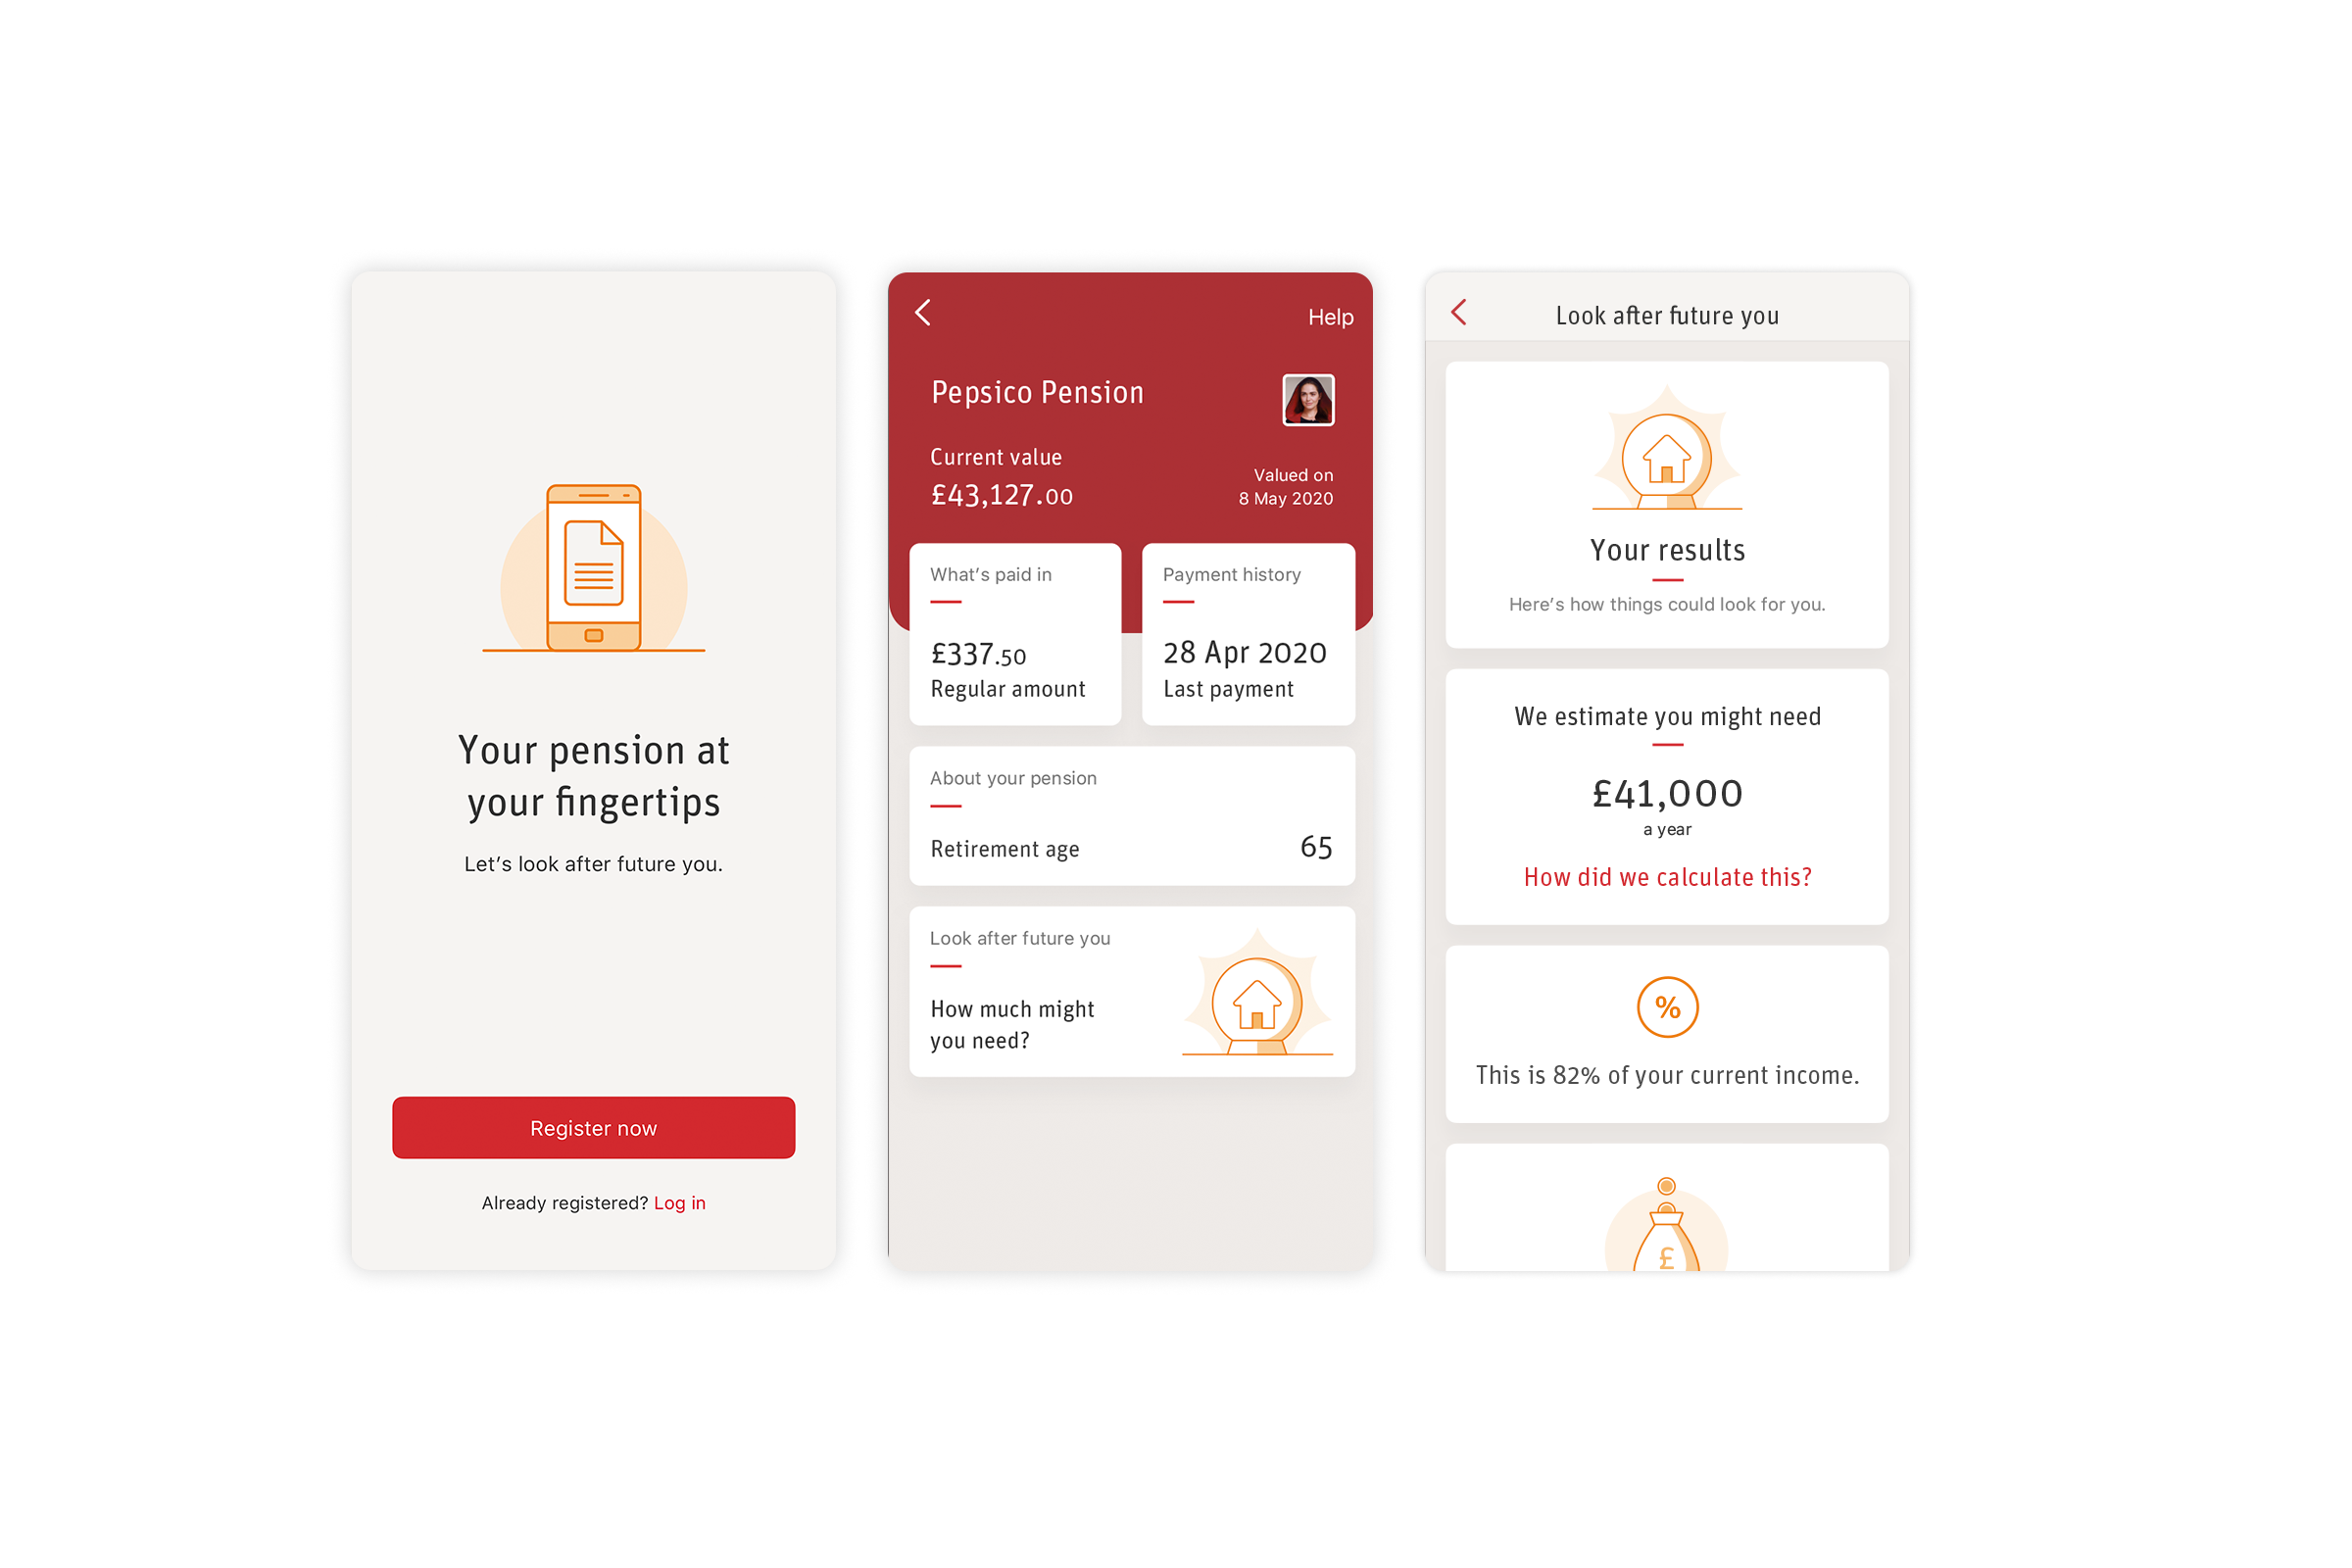 Your pension at
your fingertips
Let's look after future you.
Register now
Already registered? Log in
Help
Pepsico Pension
Current value
£43,127.00
Valued on
8 May 2020
What's paid in
£337.50
Regular amount
Payment history
28 Apr 2020
Last payment
About your pension
Retirement age 65
Look after future you
How much might
you need?
Look after future you
Your results
Here's how things could look for you.
We estimate you might need
£41,000
a year
How did we calculate this?
%
This is 82% of your current income.
£